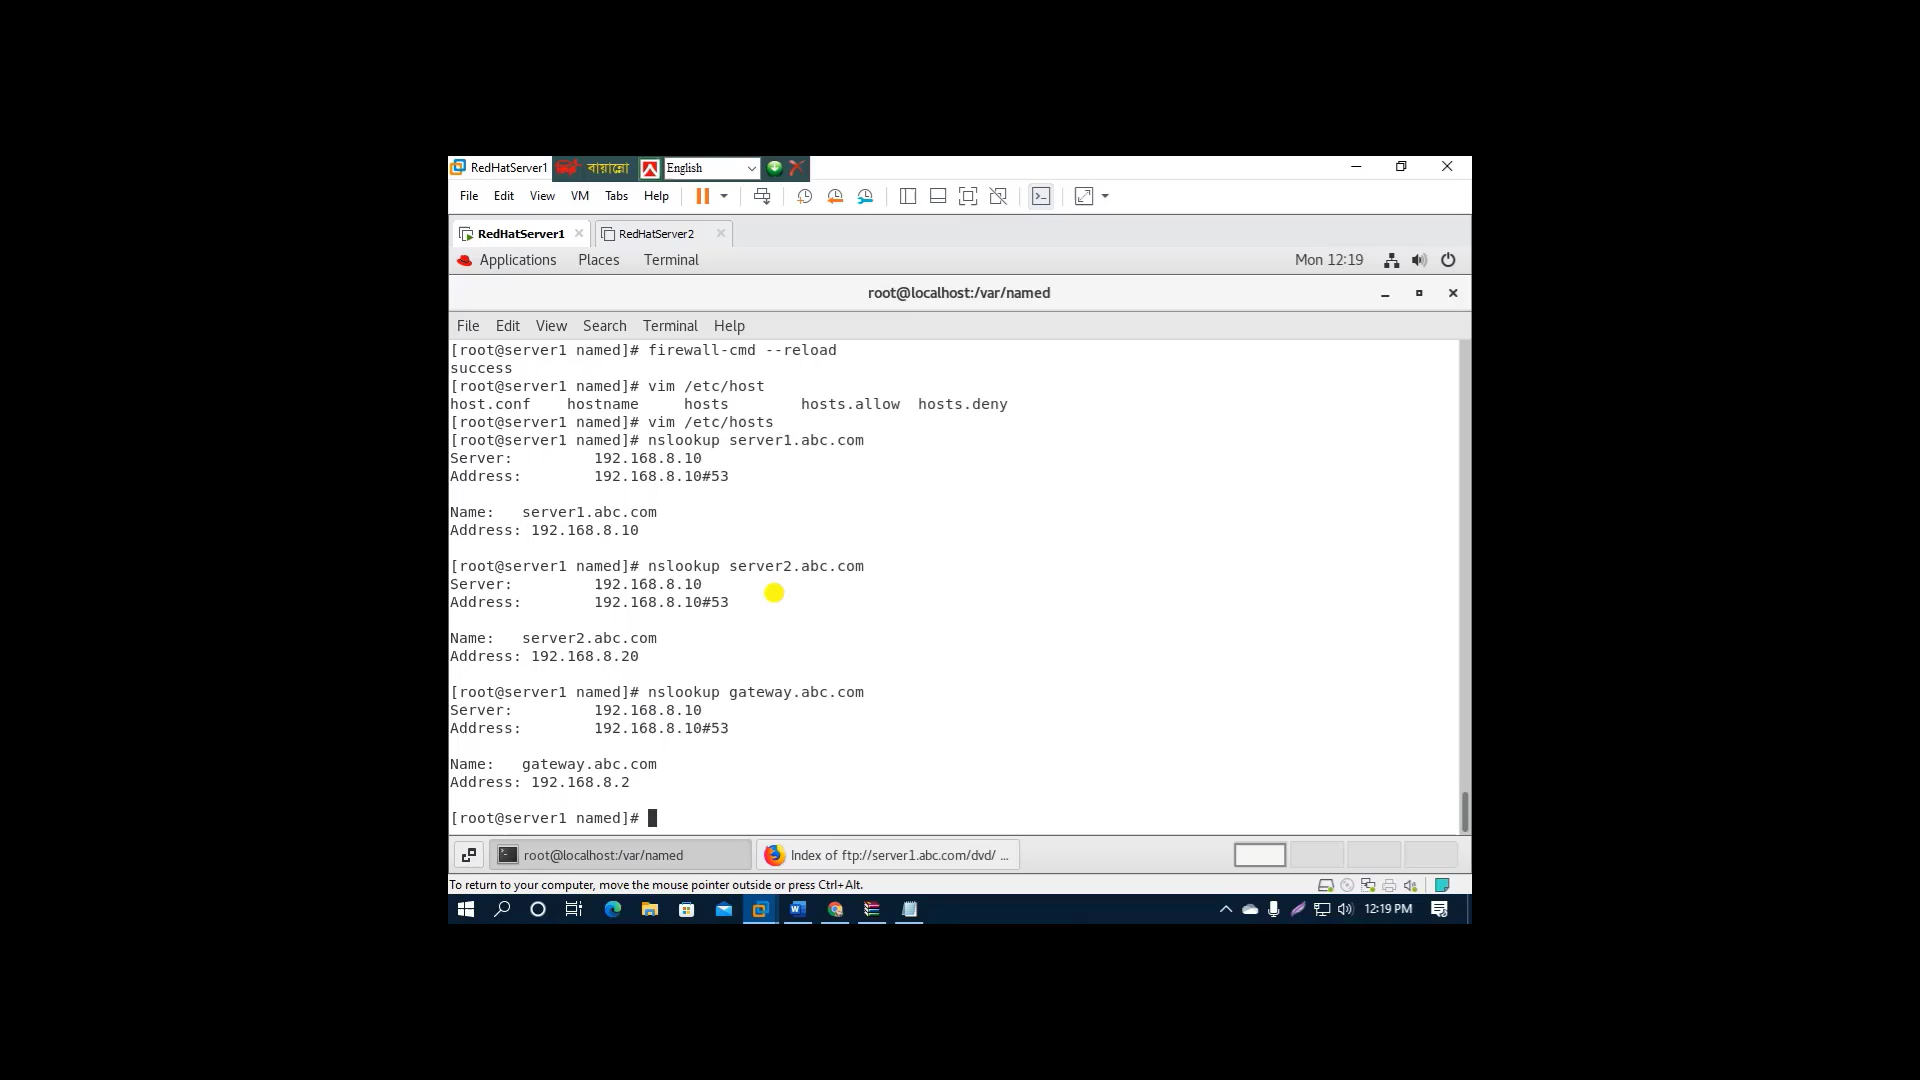 RedHatServer1 বায়ান্নো English
File Edit View VM Tabs Help
RedHatServer1 RedHatServer2
Applications Places Terminal Mon 12:19
root@localhost:/var/named
File Edit View Search Terminal Help
[root@server1 named]# firewall-cmd --reload
success
[root@server1 named]# vim /etc/host
host.conf hostname hosts hosts.allow hosts.deny
[root@server1 named]# vim /etc/hosts
[root@server1 named]# nslookup server1.abc.com
Server: 192.168.8.10
Address: 192.168.8.10#53
Name: server1.abc.com
Address: 192.168.8.10
[root@server1 named]# nslookup server2.abc.com
Server: 192.168.8.10
Address: 192.168.8.10#53
Name: server2.abc.com
Address: 192.168.8.20
[root@server1 named]# nslookup gateway.abc.com
Server: 192.168.8.10
Address: 192.168.8.10#53
Name: gateway.abc.com
Address: 192.168.8.2
[root@server1 named]#
root@localhost:/var/named Index of ftp://server1.abc.com/dvd/ ...
To return to your computer, move the mouse pointer outside or press Ctrl+Alt.
12:19 PM